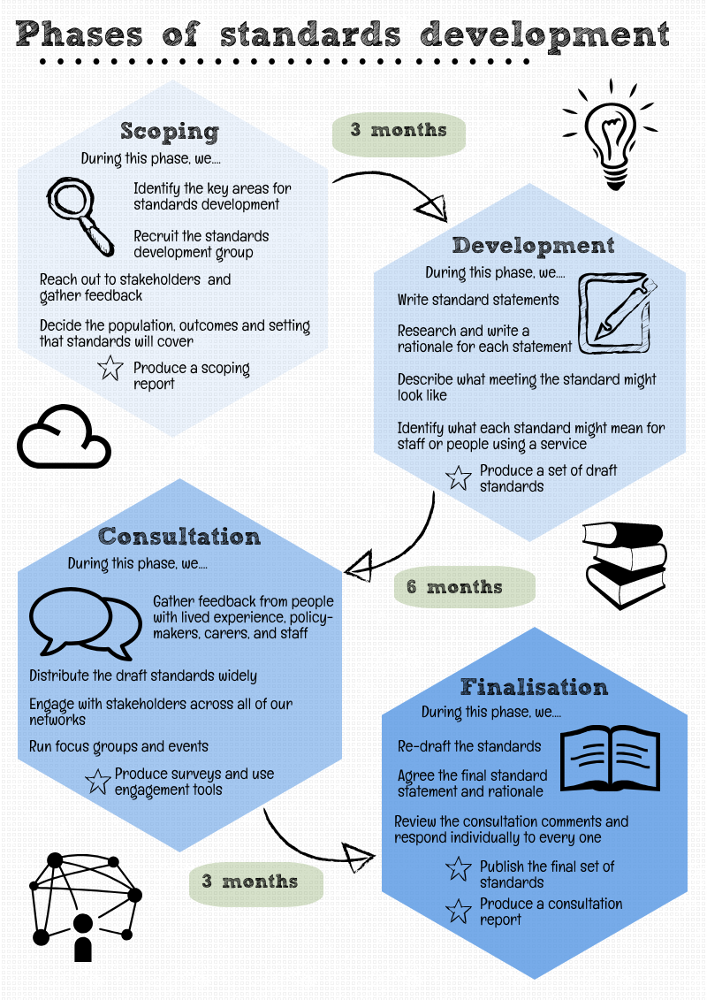 Phases of standards development
Scoping
During this phase, we....
Identify the key areas for
standards development
Recruit the standards
development group
Reach out to stakeholders and
gather feedback
Decide the population, outcomes and setting
that standards will cover
Produce a scoping
report
3 months
Development
During this phase, we....
Write standard statements
Research and write a
rationale for each statement
Describe what meeting the standard might
look like
Identify what each standard might mean for
staff or people using a service
Produce a set of draft
standards
6 months
Consultation
During this phase, we....
Gather feedback from people
with lived experience, policy-
makers, carers, and staff
Distribute the draft standards widely
Engage with stakeholders across all of our
networks
Run focus groups and events
Produce surveys and use
engagement tools
3 months
Finalisation
During this phase, we....
Re-draft the standards
Agree the final standard
statement and rationale
Review the consultation comments and
respond individually to every one
Publish the final set of
standards
Produce a consultation
report